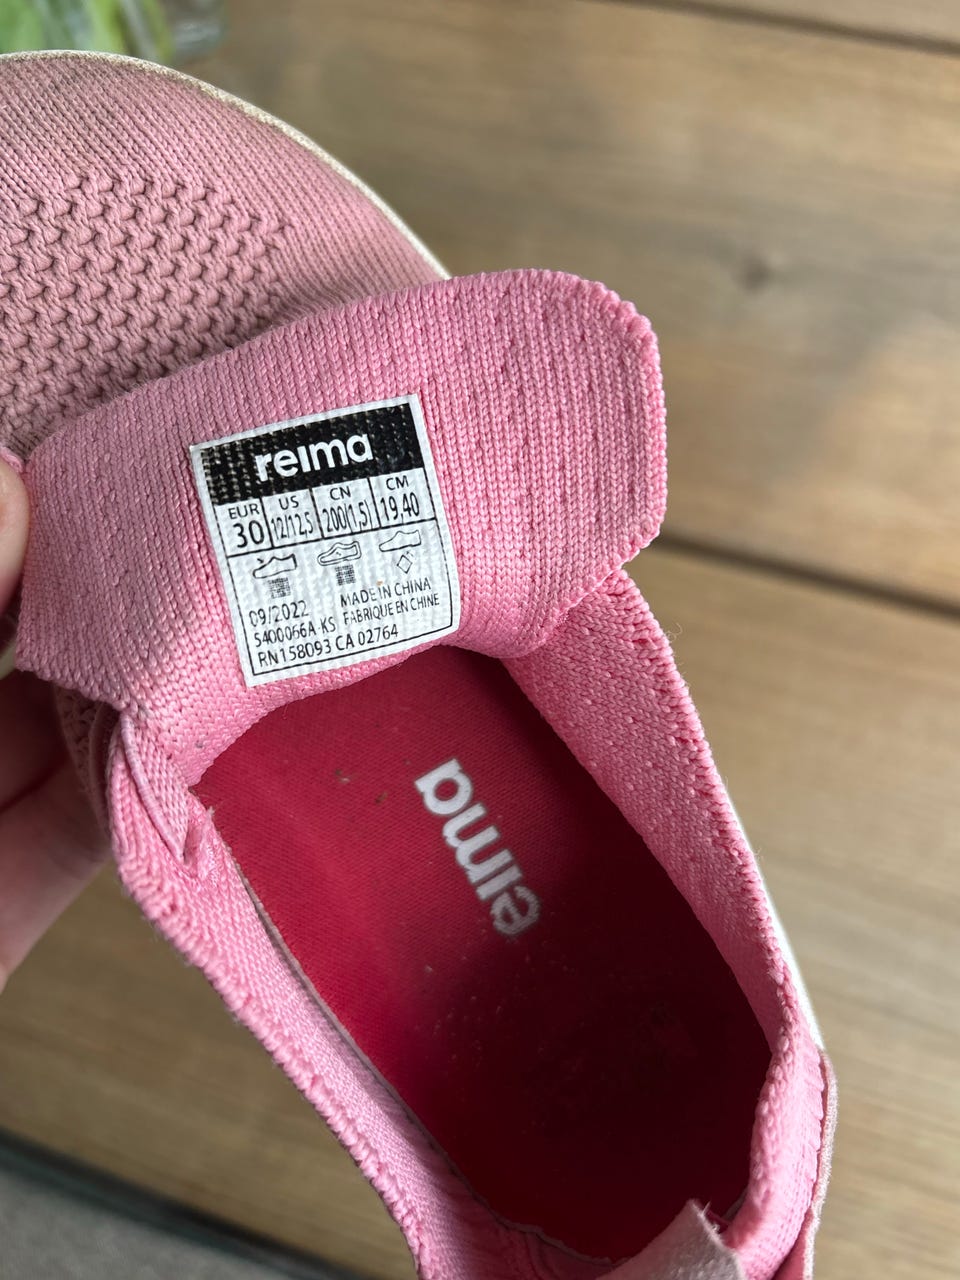 reima
EUR US CN CM
30 12/12,5 200(1,5) 19.40
09/2022 MADE IN CHINA
5400066A-KS FABRIQUE EN CHINE
RN158093 CA 02764
reima